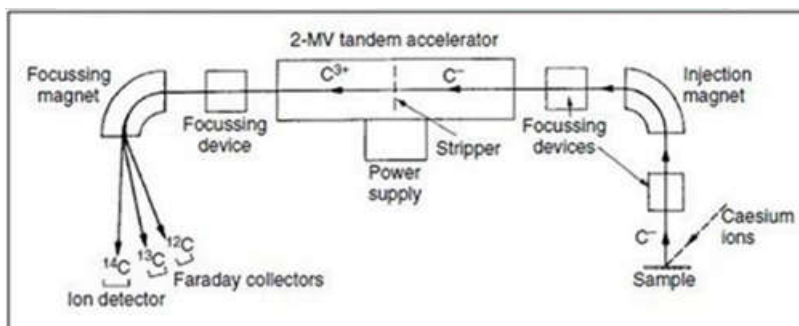 2-MV tandem accelerator
Focussing
magnet
C3+
C−
Injection
magnet
Focussing
device
Stripper
Focussing
devices
Power
supply
Caesium
ions
C−
14C
13C
12C
Faraday collectors
Ion detector
Sample